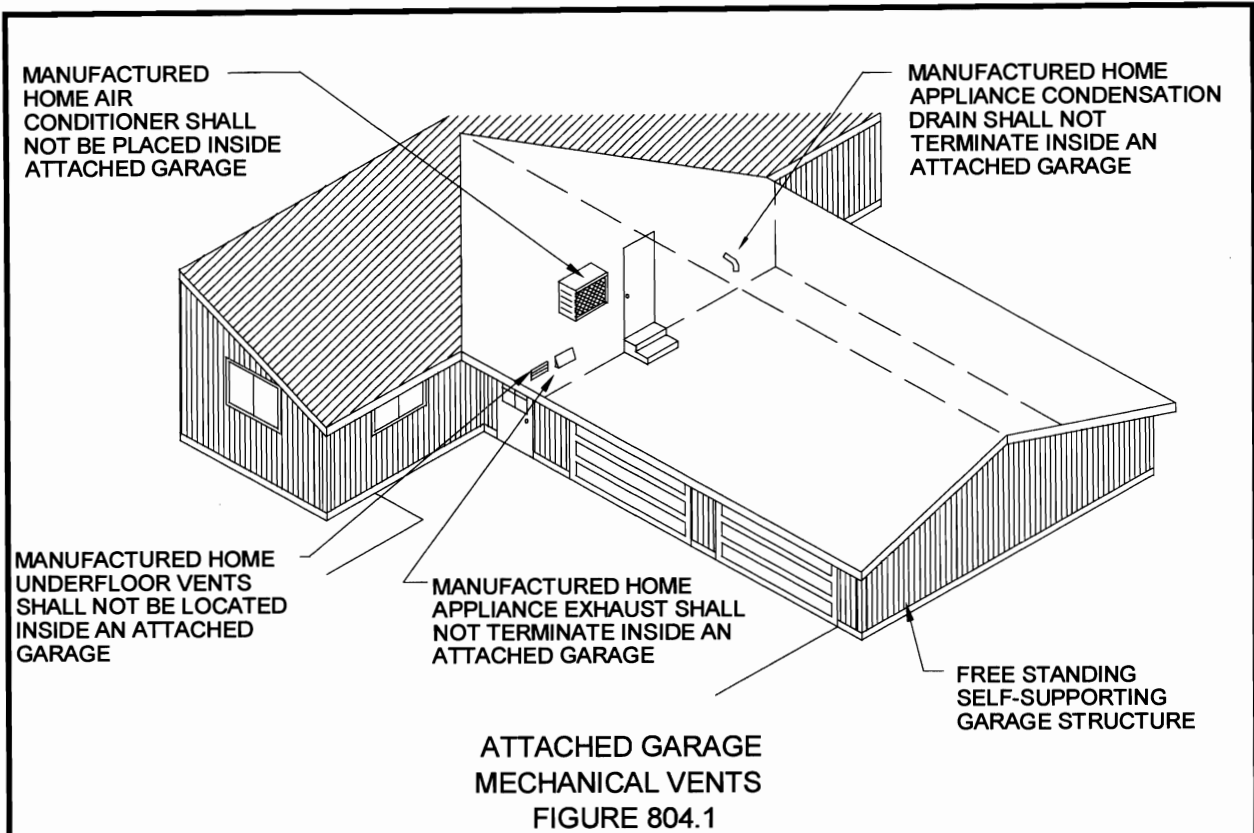 MANUFACTURED
HOME AIR
CONDITIONER SHALL
NOT BE PLACED INSIDE
ATTACHED GARAGE
MANUFACTURED HOME
APPLIANCE CONDENSATION
DRAIN SHALL NOT
TERMINATE INSIDE AN
ATTACHED GARAGE
MANUFACTURED HOME
UNDERFLOOR VENTS
SHALL NOT BE LOCATED
INSIDE AN ATTACHED
GARAGE
MANUFACTURED HOME
APPLIANCE EXHAUST SHALL
NOT TERMINATE INSIDE AN
ATTACHED GARAGE
FREE STANDING
SELF-SUPPORTING
GARAGE STRUCTURE
ATTACHED GARAGE
MECHANICAL VENTS
FIGURE 804.1